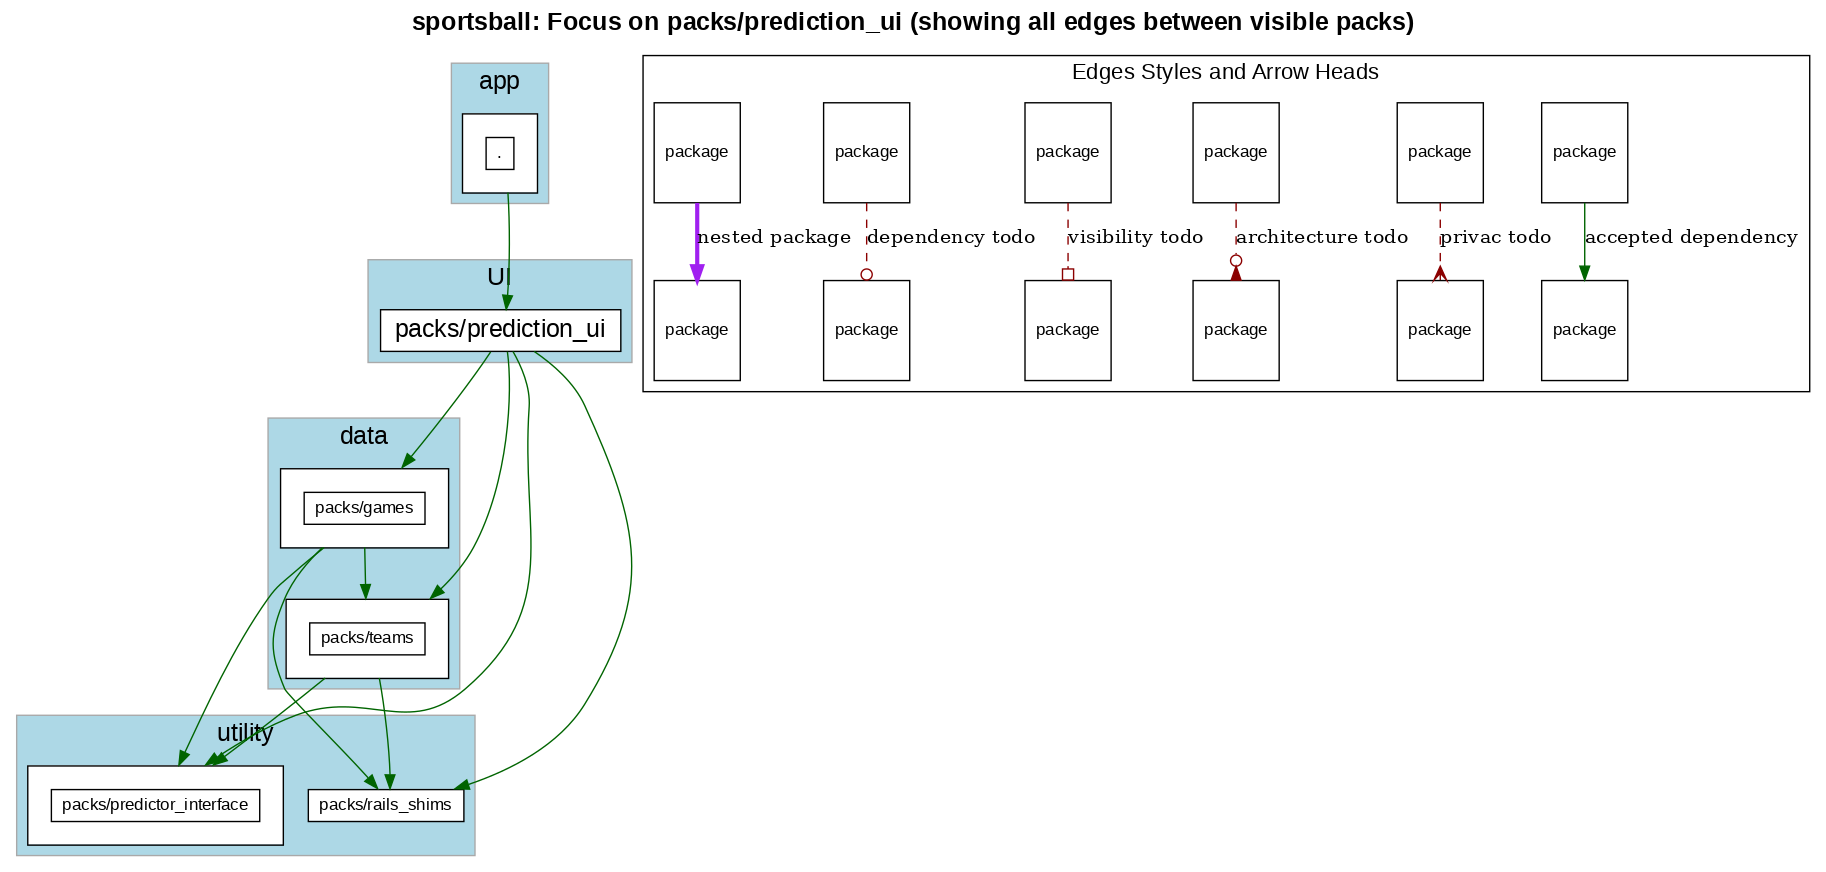 sportsball: Focus on packs/prediction_ui (showing all edges between visible packs)
app
.
UI
packs/prediction_ui
data
packs/games
packs/teams
utility
packs/predictor_interface
packs/rails_shims
Edges Styles and Arrow Heads
package
package
package
package
package
package
nested package
dependency todo
visibility todo
architecture todo
privac todo
accepted dependency
package
package
package
package
package
package